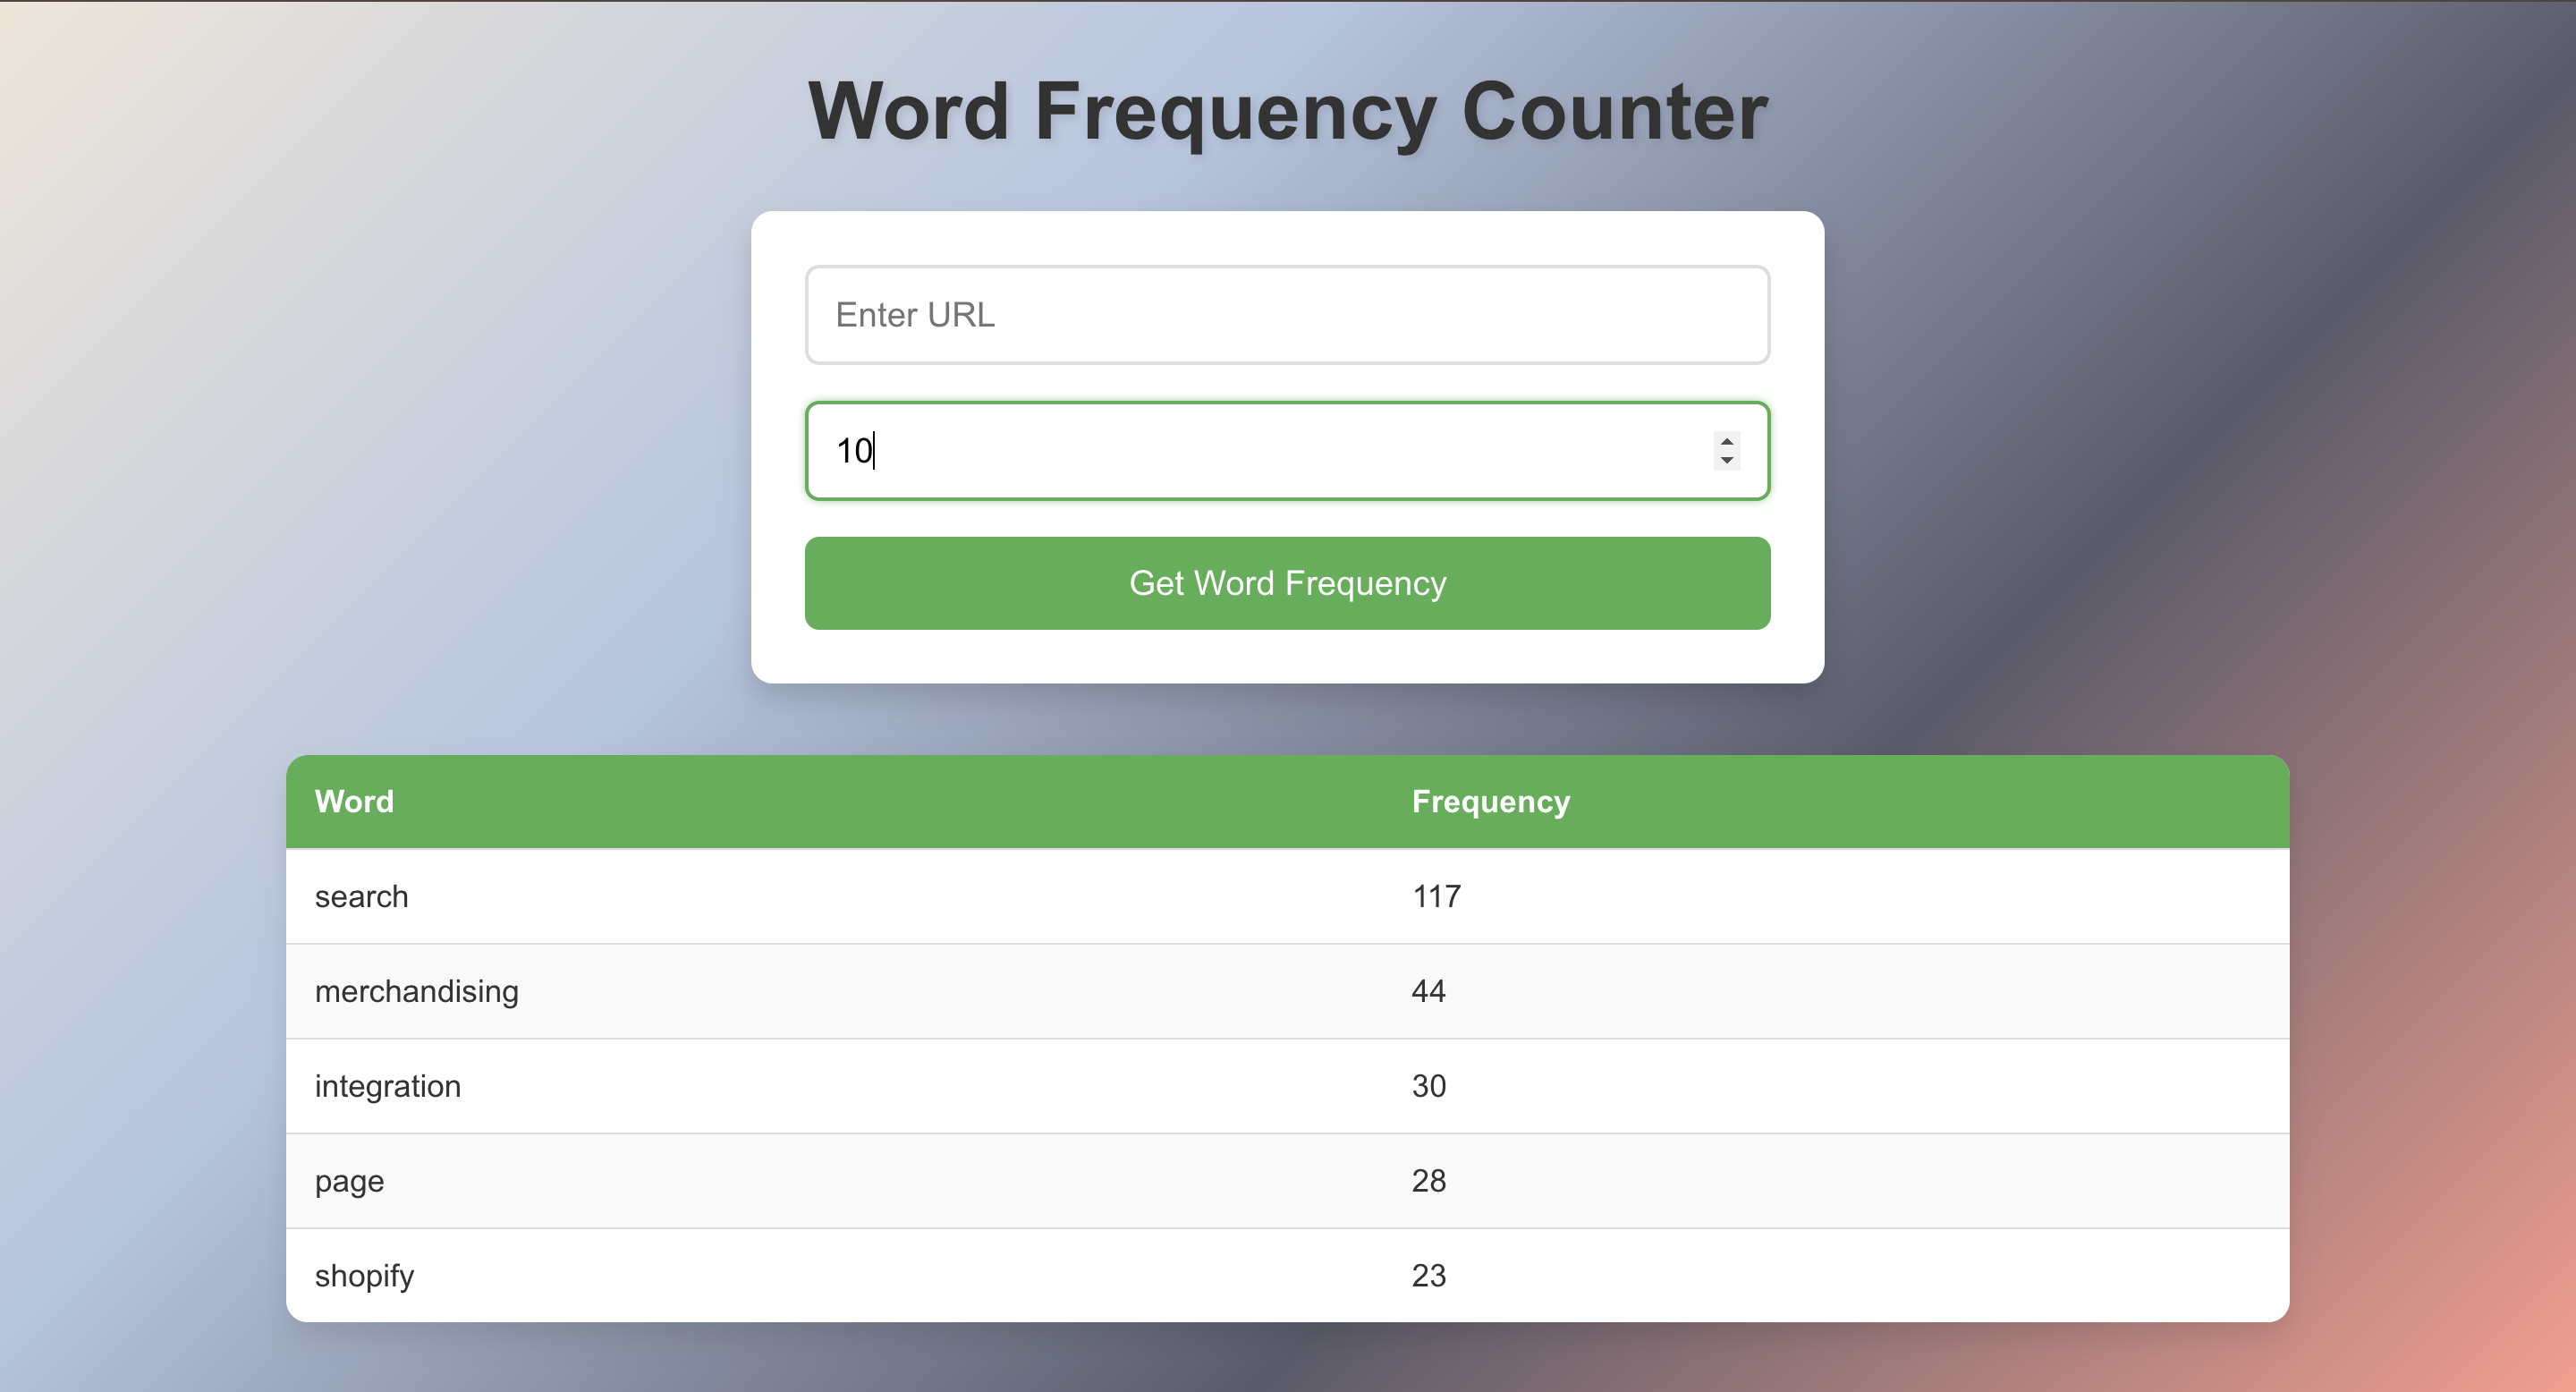 Word Frequency Counter
Enter URL
10
Get Word Frequency
Word Frequency
search 117
merchandising 44
integration 30
page 28
shopify 23